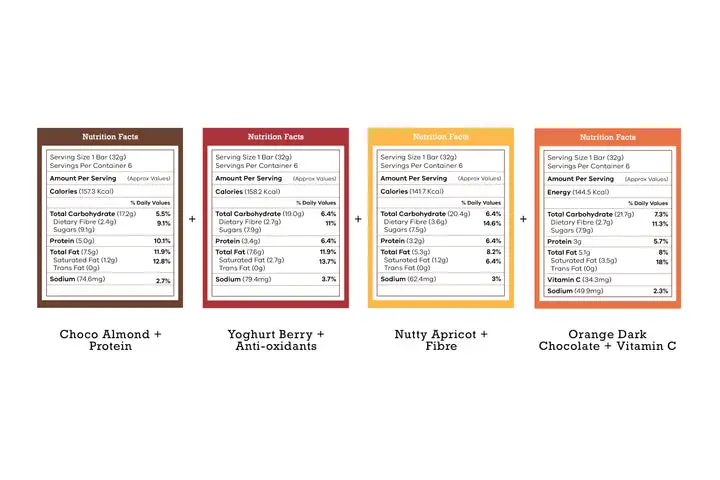 Nutrition Facts
Serving Size 1 Bar (32g)
Servings Per Container 6
Amount Per Serving (Approx Values)
Calories (157.3 Kcal)
% Daily Values
Total Carbohydrate (17.2g) 5.5%
Dietary Fibre (2.4g) 9.1%
Sugars (9.1g)
Protein (5.0g) 10.1%
Total Fat (7.5g) 11.9%
Saturated Fat (1.2g) 12.8%
Trans Fat (0g)
Sodium (74.6mg) 2.7%
Choco Almond +
Protein
+
Nutrition Facts
Serving Size 1 Bar (32g)
Servings Per Container 6
Amount Per Serving (Approx Values)
Calories (158.2 Kcal)
% Daily Values
Total Carbohydrate (19.0g) 6.4%
Dietary Fibre (2.7g) 11%
Sugars (7.9g)
Protein (3.4g) 6.4%
Total Fat (7.6g) 11.9%
Saturated Fat (2.7g) 13.7%
Trans Fat (0g)
Sodium (79.4mg) 3.7%
Yoghurt Berry +
Anti-oxidants
+
Nutrition Facts
Serving Size 1 Bar (32g)
Servings Per Container 6
Amount Per Serving (Approx Values)
Calories (141.7 Kcal)
% Daily Values
Total Carbohydrate (20.4g) 6.4%
Dietary Fibre (3.6g) 14.6%
Sugars (7.5g)
Protein (3.2g) 6.4%
Total Fat (5.3g) 8.2%
Saturated Fat (1.2g) 6.4%
Trans Fat (0g)
Sodium (62.4mg) 3%
Nutty Apricot +
Fibre
+
Nutrition Facts
Serving Size 1 Bar (32g)
Servings Per Container 6
Amount Per Serving (Approx Values)
Energy (144.5 Kcal)
% Daily Values
Total Carbohydrate (21.7g) 7.3%
Dietary Fibre (2.7g) 11.3%
Sugars (7.9g)
Protein 3g 5.7%
Total Fat 5.1g 8%
Saturated Fat (3.5g) 18%
Trans Fat (0g)
Vitamin C (34.3mg)
Sodium (49.9mg) 2.3%
Orange Dark
Chocolate + Vitamin C